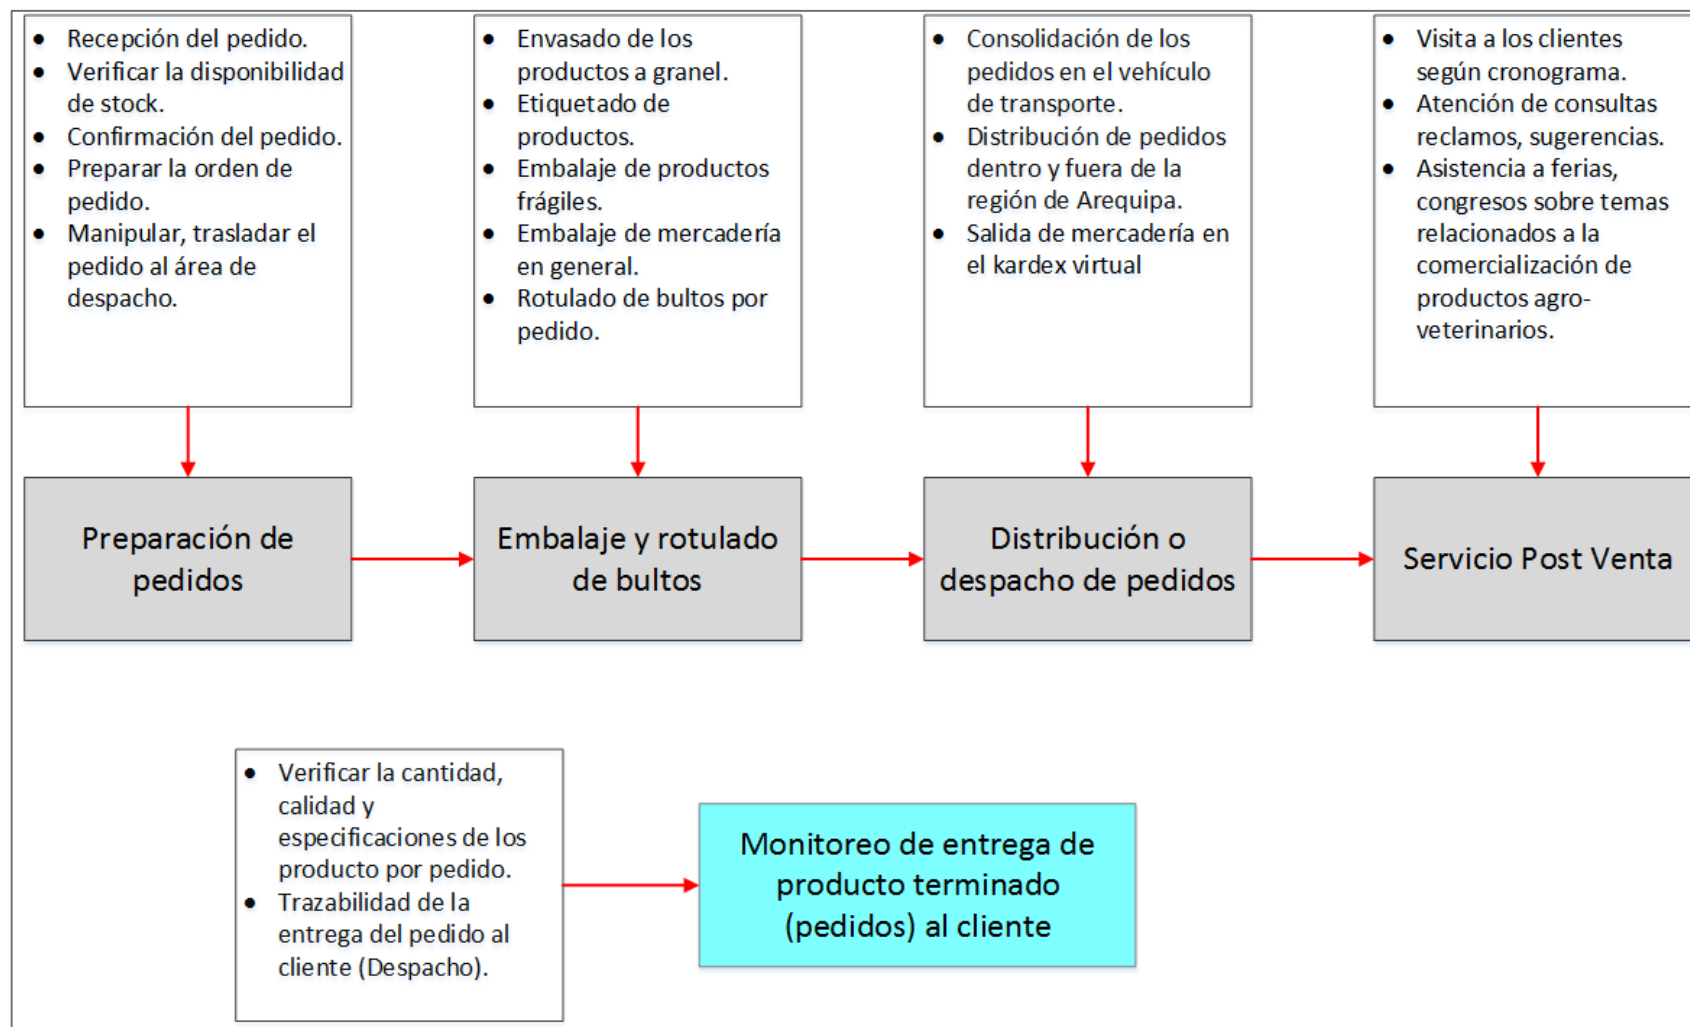 • Recepción del pedido.
• Verificar la disponibilidad
de stock.
• Confirmación del pedido.
• Preparar la orden de
pedido.
• Manipular, trasladar el
pedido al área de
despacho.
• Envasado de los
productos a granel.
• Etiquetado de
productos.
• Embalaje de productos
frágiles.
• Embalaje de mercadería
en general.
• Rotulado de bultos por
pedido.
• Consolidación de los
pedidos en el vehículo
de transporte.
• Distribución de pedidos
dentro y fuera de la
región de Arequipa.
• Salida de mercadería en
el kardex virtual
• Visita a los clientes
según cronograma.
• Atención de consultas
reclamos, sugerencias.
• Asistencia a ferias,
congresos sobre temas
relacionados a la
comercialización de
productos agro-
veterinarios.
Preparación de
pedidos
Embalaje y rotulado
de bultos
Distribución o
despacho de pedidos
Servicio Post Venta
• Verificar la cantidad,
calidad y
especificaciones de los
producto por pedido.
• Trazabilidad de la
entrega del pedido al
cliente (Despacho).
Monitoreo de entrega de
producto terminado
(pedidos) al cliente